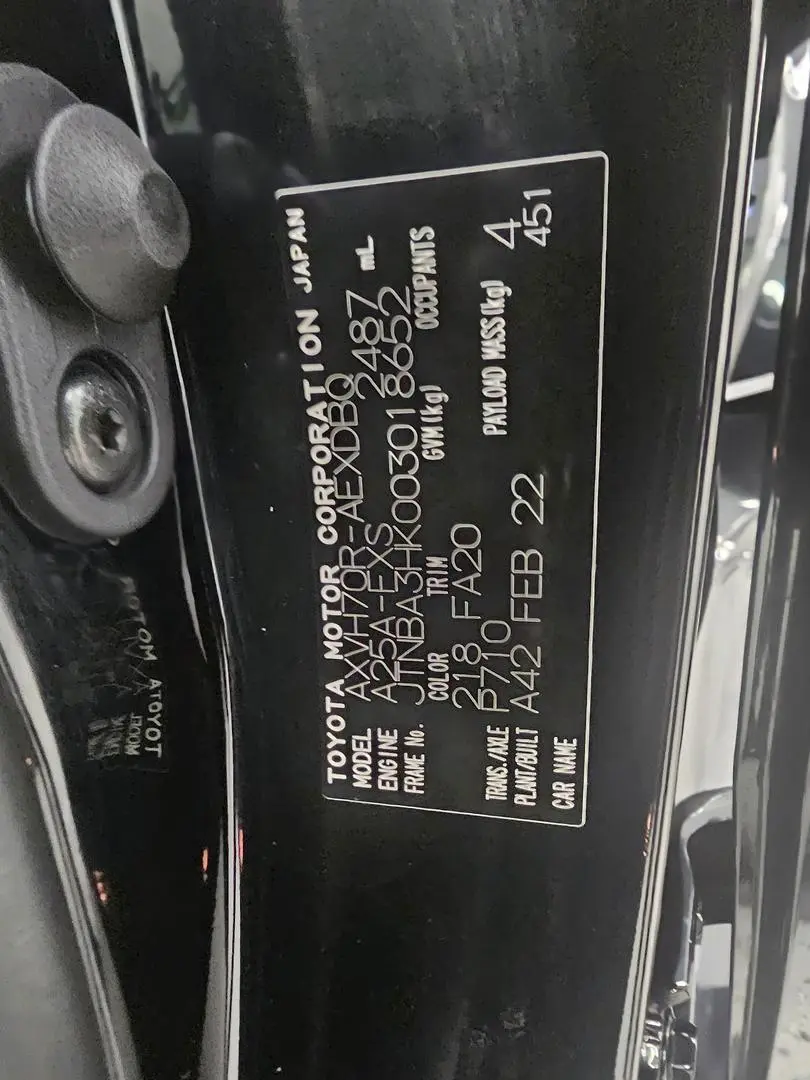 TOYOTA MOTOR CORPORATION JAPAN
MODEL AXVH70R-AEXDBQ
ENGINE A25A-EXS 2487 mL
FRAME No. JTNBA3HK003018652
COLOR TRIM GVM(kg) OCCUPANTS
218 FA20 4
TRANS./AXLE P710 PAYLOAD MASS(kg) 451
PLANT/BUILT A42 FEB 22
CAR NAME